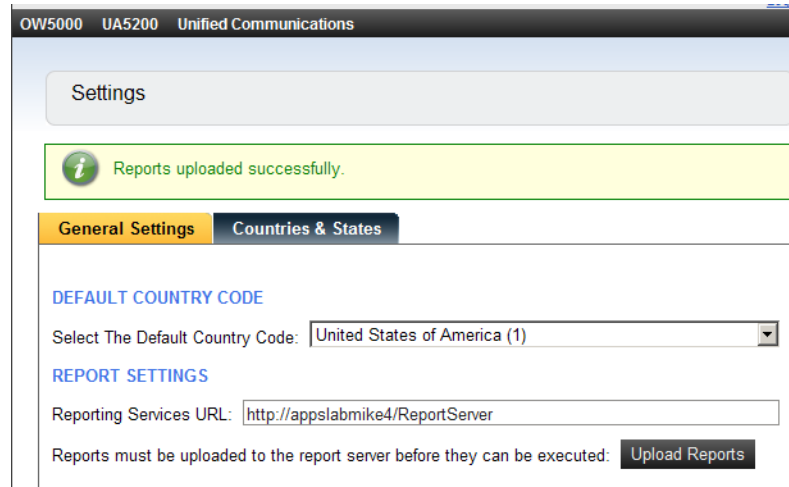 OW5000 UA5200 Unified Communications
Settings
Reports uploaded successfully.
General Settings Countries & States
DEFAULT COUNTRY CODE
Select The Default Country Code: United States of America (1)
REPORT SETTINGS
Reporting Services URL: http://appslabmike4/ReportServer
Reports must be uploaded to the report server before they can be executed: Upload Reports